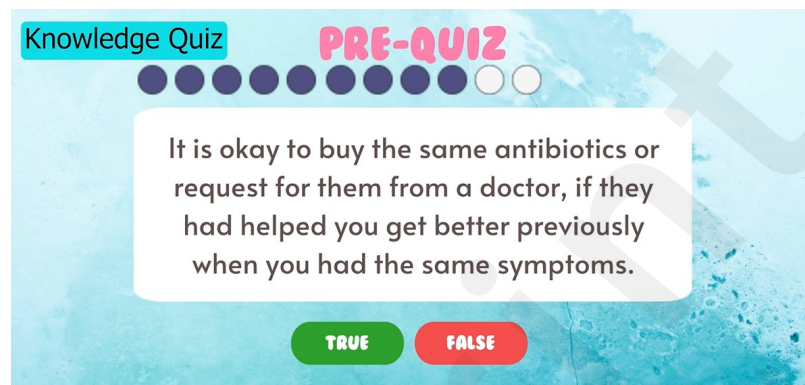 Knowledge Quiz
PRE-QUIZ
It is okay to buy the same antibiotics or
request for them from a doctor, if they
had helped you get better previously
when you had the same symptoms.
TRUE
FALSE